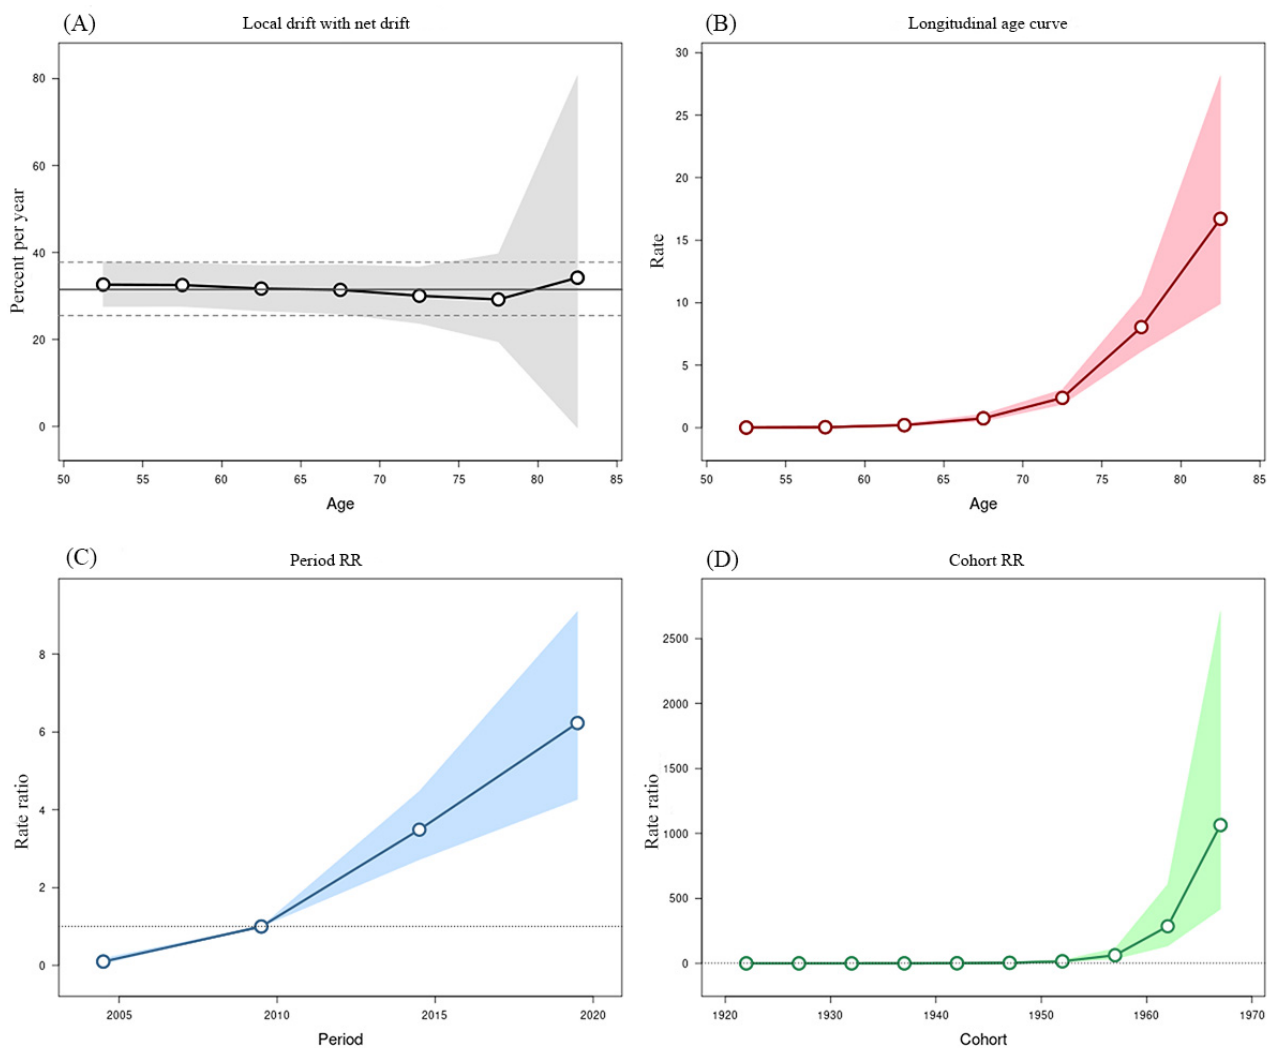 (A) Local drift with net drift
Percent per year
80
60
40
20
0
50 55 60 65 70 75 80 85
Age
(B) Longitudinal age curve
Rate
30
25
20
15
10
5
0
50 55 60 65 70 75 80 85
Age
(C) Period RR
Rate ratio
8
6
4
2
0
2005 2010 2015 2020
Period
(D) Cohort RR
Rate ratio
2500
2000
1500
1000
500
0
1920 1930 1940 1950 1960 1970
Cohort